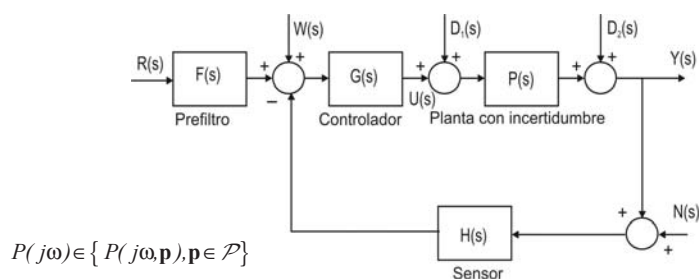 W(s)
D₁(s)
D₂(s)
R(s)
F(s)
+
+
−
G(s)
U(s)
+
+
P(s)
+
+
Y(s)
Prefiltro
Controlador
Planta con incertidumbre
H(s)
Sensor
+
+
N(s)
P(jω)∈{P(jω,𝐩),𝐩∈𝒫}